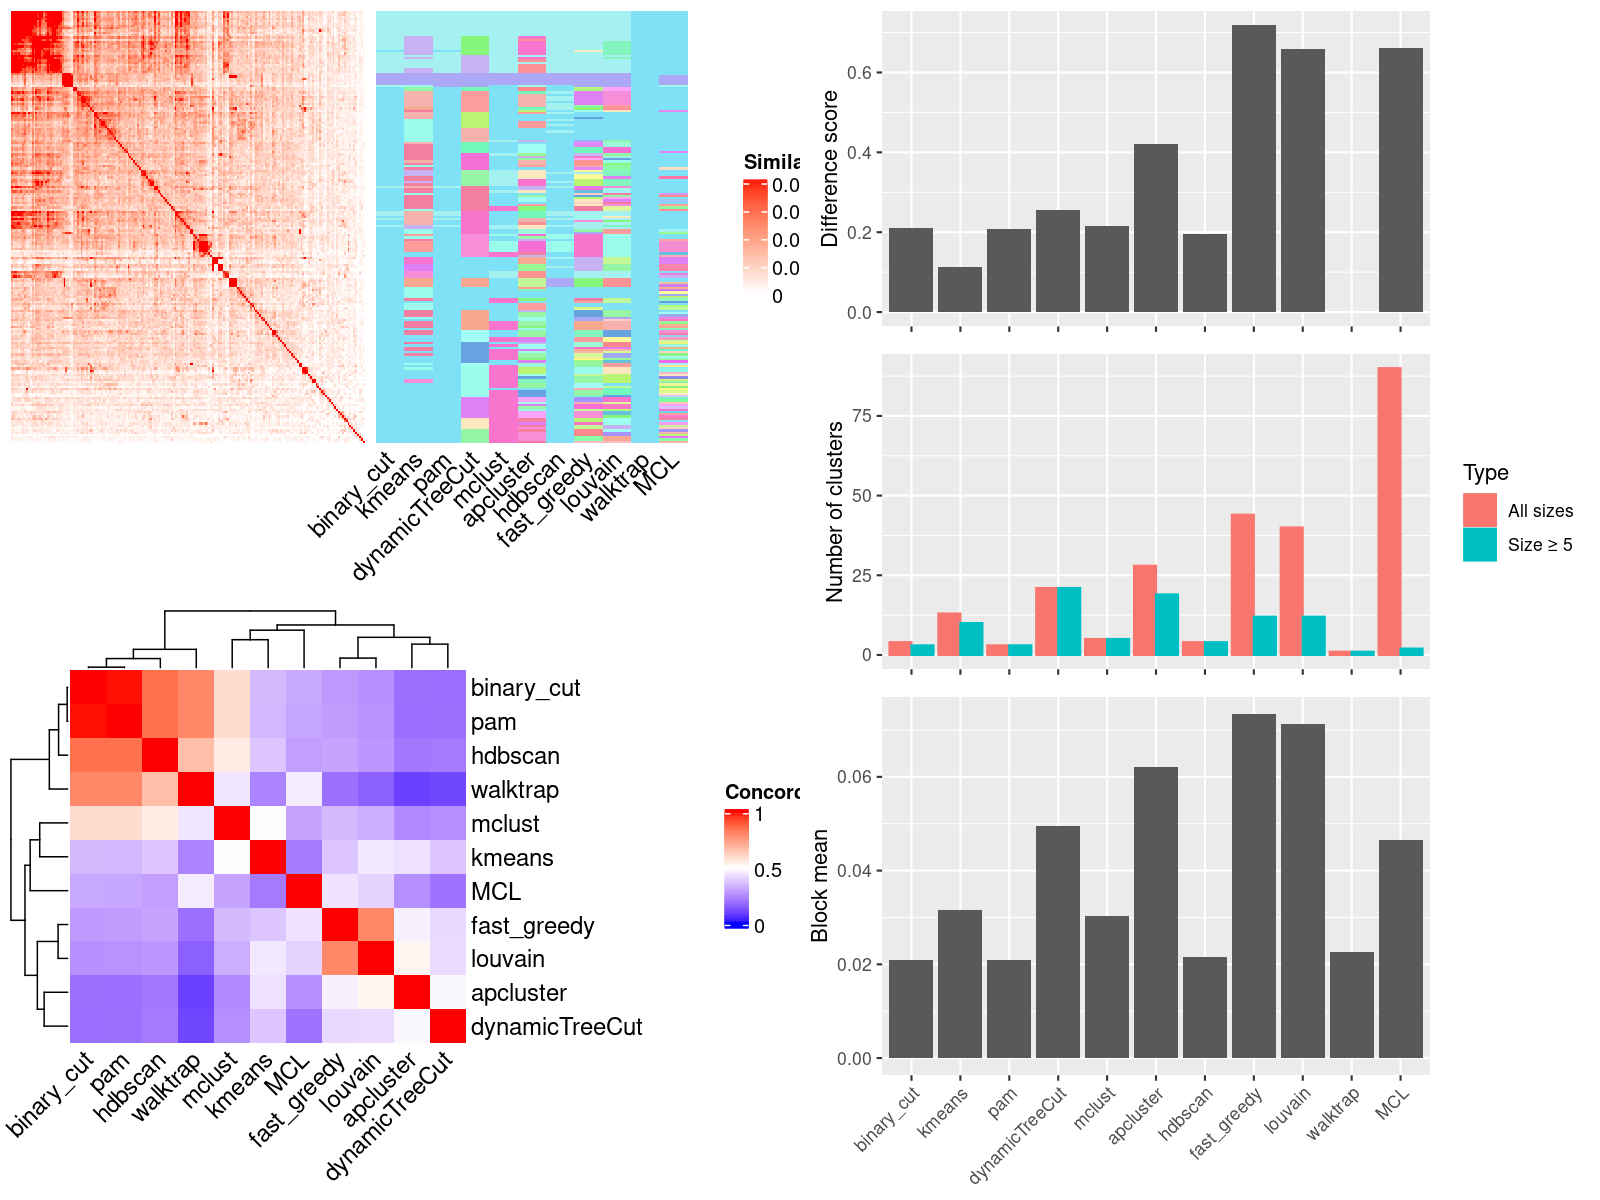 Simila
0.0
0.0
0.0
0.0
0
binary_cut
kmeans
pam
dynamicTreeCut
mclust
apcluster
hdbscan
fast_greedy
louvain
walktrap
MCL
binary_cut
pam
hdbscan
walktrap
mclust
kmeans
MCL
fast_greedy
louvain
apcluster
dynamicTreeCut
binary_cut
pam
hdbscan
walktrap
mclust
kmeans
MCL
fast_greedy
louvain
apcluster
dynamicTreeCut
Concor
1
0.5
0
Difference score
0.6
0.4
0.2
0.0
Number of clusters
75
50
25
0
Type
All sizes
Size ≥ 5
Block mean
0.06
0.04
0.02
0.00
binary_cut
kmeans
pam
dynamicTreeCut
mclust
apcluster
hdbscan
fast_greedy
louvain
walktrap
MCL